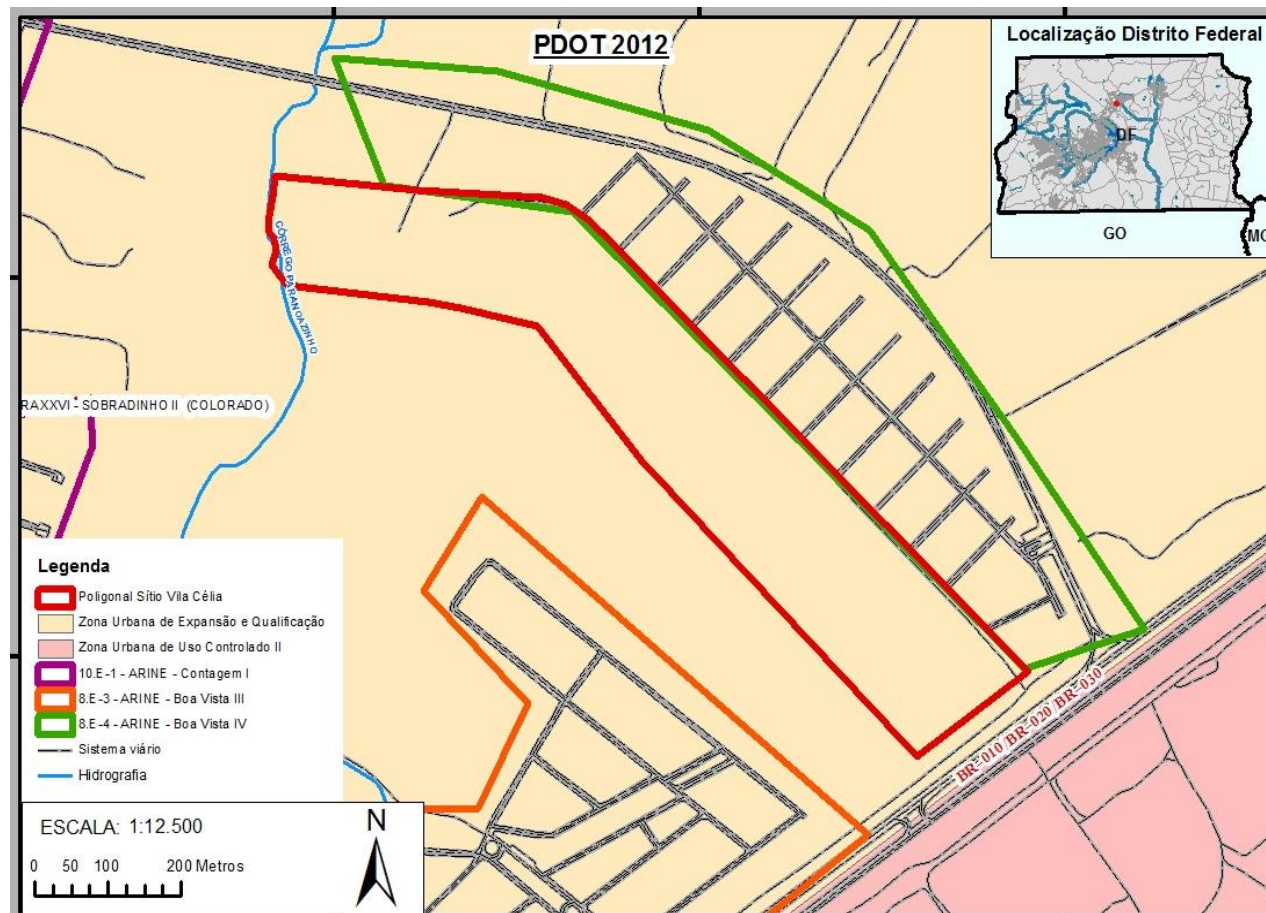 PDOT 2012
Localização Distrito Federal
DF
GO
MG
CÓRREGO PARANOAZINHO
RAXXVI - SOBRADINHO II (COLORADO)
BR-010 BR-020 BR-030
Legenda
Poligonal Sítio Vila Célia
Zona Urbana de Expansão e Qualificação
Zona Urbana de Uso Controlado II
10.E-1 - ARINE - Contagem I
8.E-3 - ARINE - Boa Vista III
8.E-4 - ARINE - Boa Vista IV
Sistema viário
Hidrografia
ESCALA: 1:12.500
0 50 100 200 Metros
N